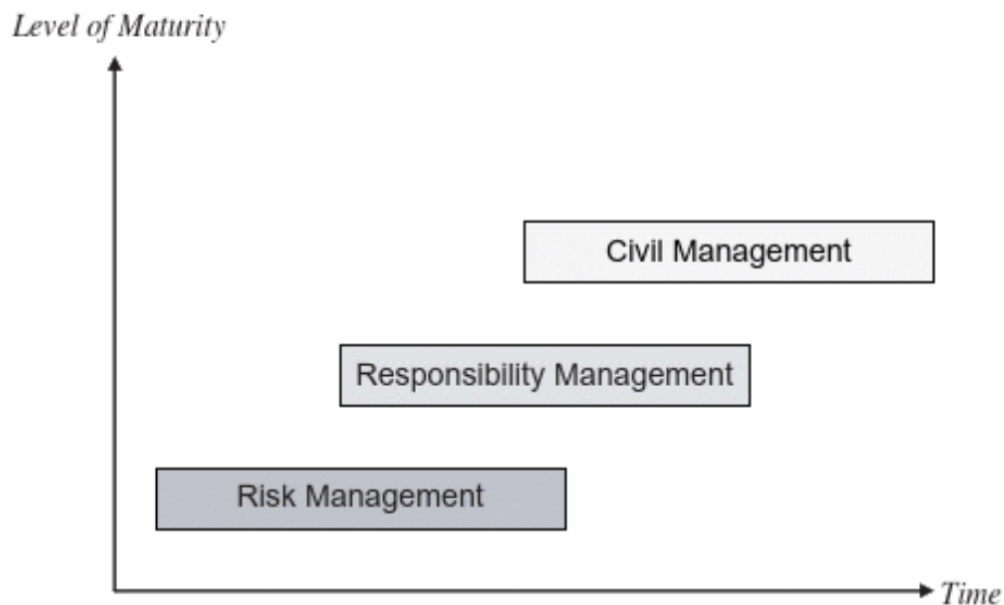 Level of Maturity
Civil Management
Responsibility Management
Risk Management
Time